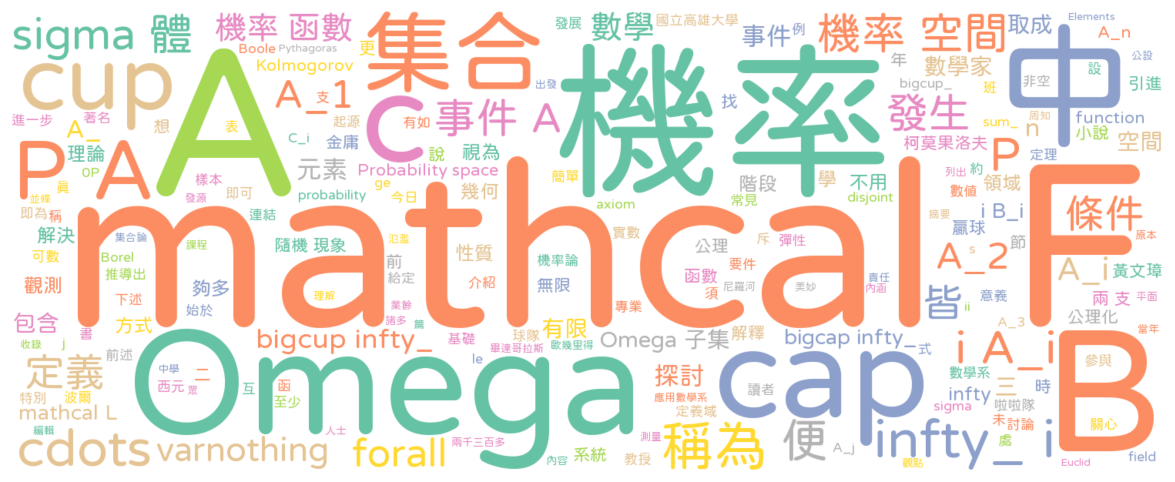 sigma 體
機率 函數
集合
數學
國立高雄大學
發展
Elements
事件
例
機率 空間
取成
A_n
中
公設
設
非空
引進
Boole
Pythagoras
更
Kolmogorov
cup
A
C
機率
出發
年
數學家
bigcup_
找
班
周知
function
小說
A_1
支
著名
進一步
A_
想
表
起源
有如
C_i
金庸
說
視為
事件 A
發生
sum_
n
柯莫果洛夫
空間
定理
P
A
理論
OP
真
並條
樣本
發源
即可
元素
Probability space
probability
ge
今日
幾何
簡單
axiom
階段
學
常見
不用
disjoint
P
約
數值
列出
領域
F
條件
即為
稱
連結
集合論
解決
可數
課程
Borel
推導出
mathcal
隨機 現象
氾濫
給定
前
性質
介紹
機率論
無限
實數
公理
斥
彈性
要件
函數
須
尼羅河
美妙
責任
內涵
i B_i
贏球
節
原本
摘要
s
A_2
A_i
黃文璋
兩 支
平面
意義
ii
觀測
下述
夠多
始於
理解
業餘
諸多
篇
專業
皆
公理化
A_3
當年
包含
書
方式
收錄
j
bigcup infty_
基礎
球隊
有限
Omega 子集
解釋
bigcap infty_
式
畢達哥拉斯
歐幾里得
le
定義
前述
Omega
cap
i A_i
B
參與
數學系
中學
西元
眾
二
函
互
至少
探討
應用數學系
定義域
讀者
infty
三
時
啦啦隊
sigma
未
討論
關心
特別
波爾
mathcal L
編輯
人士
兩千三百多
測量
稱為
便
A_j
infty_ i
處
cdots
varnothing
forall
內容
系統
教授
觀點
Euclid
field